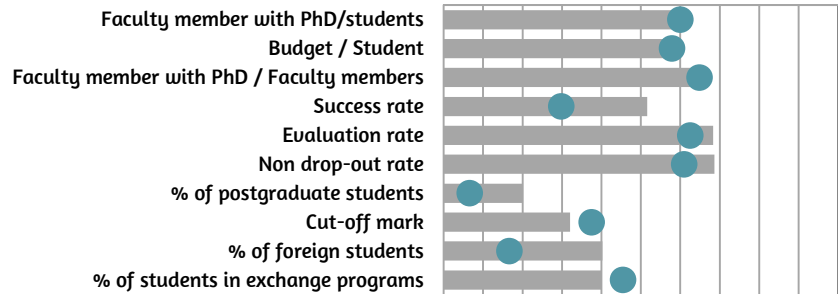 Faculty member with PhD/students
Budget / Student
Faculty member with PhD / Faculty members
Success rate
Evaluation rate
Non drop-out rate
% of postgraduate students
Cut-off mark
% of foreign students
% of students in exchange programs